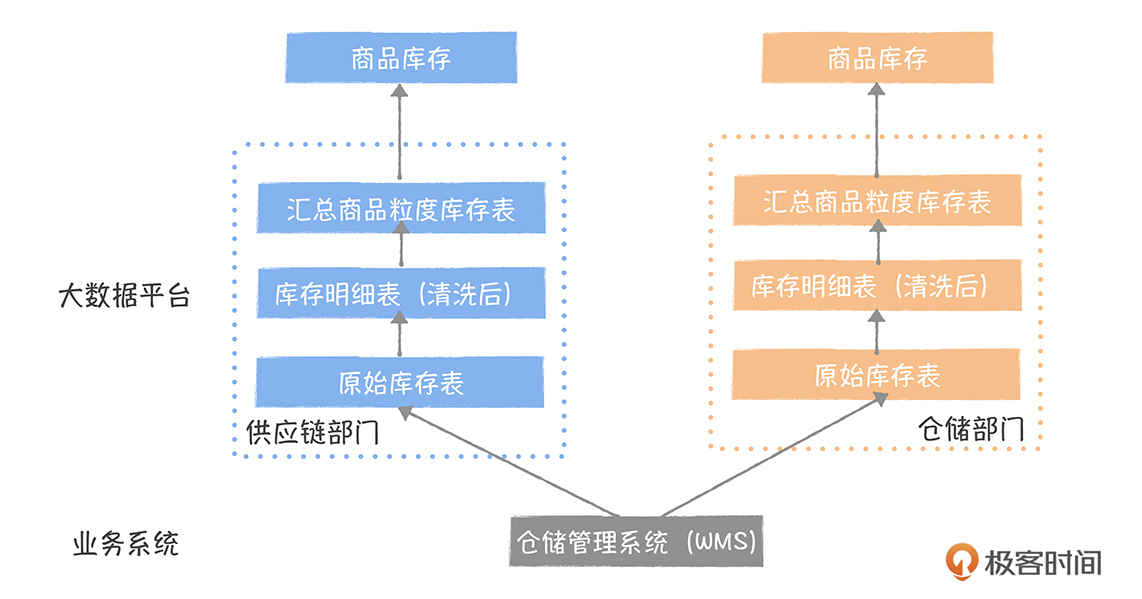 商品库存
商品库存
汇总商品粒度库存表
汇总商品粒度库存表
大数据平台
库存明细表（清洗后）
库存明细表（清洗后）
原始库存表
原始库存表
供应链部门
仓储部门
业务系统
仓储管理系统（WMS）
极客时间